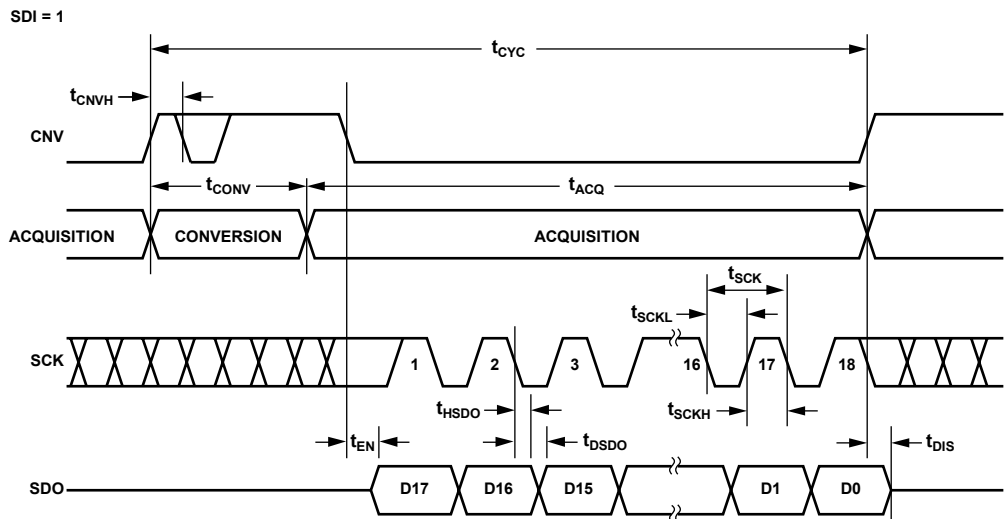 SDI = 1
tCYC
tCNVH
CNV
tCONV
tACQ
ACQUISITION CONVERSION ACQUISITION
tSCK
tSCKL
SCK 1 2 3 16 17 18
tHSDO
tSCKH
tEN
tDSDO
tDIS
SDO D17 D16 D15 D1 D0